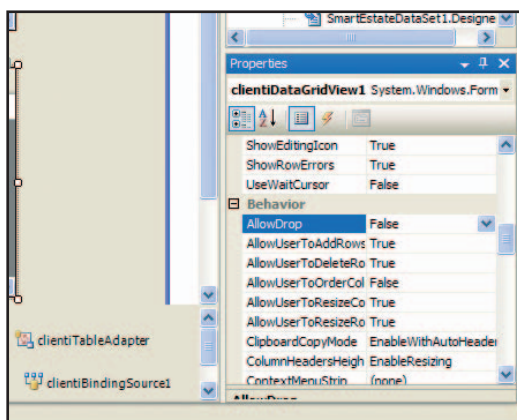 SmartEstateDataSet1.Designe
Properties
clientiDataGridView1 System.Windows.Form
ShowEditingIcon True
ShowRowErrors True
UseWaitCursor False
Behavior
AllowDrop False
AllowUserToAddRows True
AllowUserToDeleteRo True
AllowUserToOrderCol False
AllowUserToResizeCo True
AllowUserToResizeRo True
ClipboardCopyMode EnableWithAutoHeader
ColumnHeadersHeigh EnableResizing
ContextMenuStrip (none)
AllowDrop
clientiTableAdapter
clientiBindingSource1